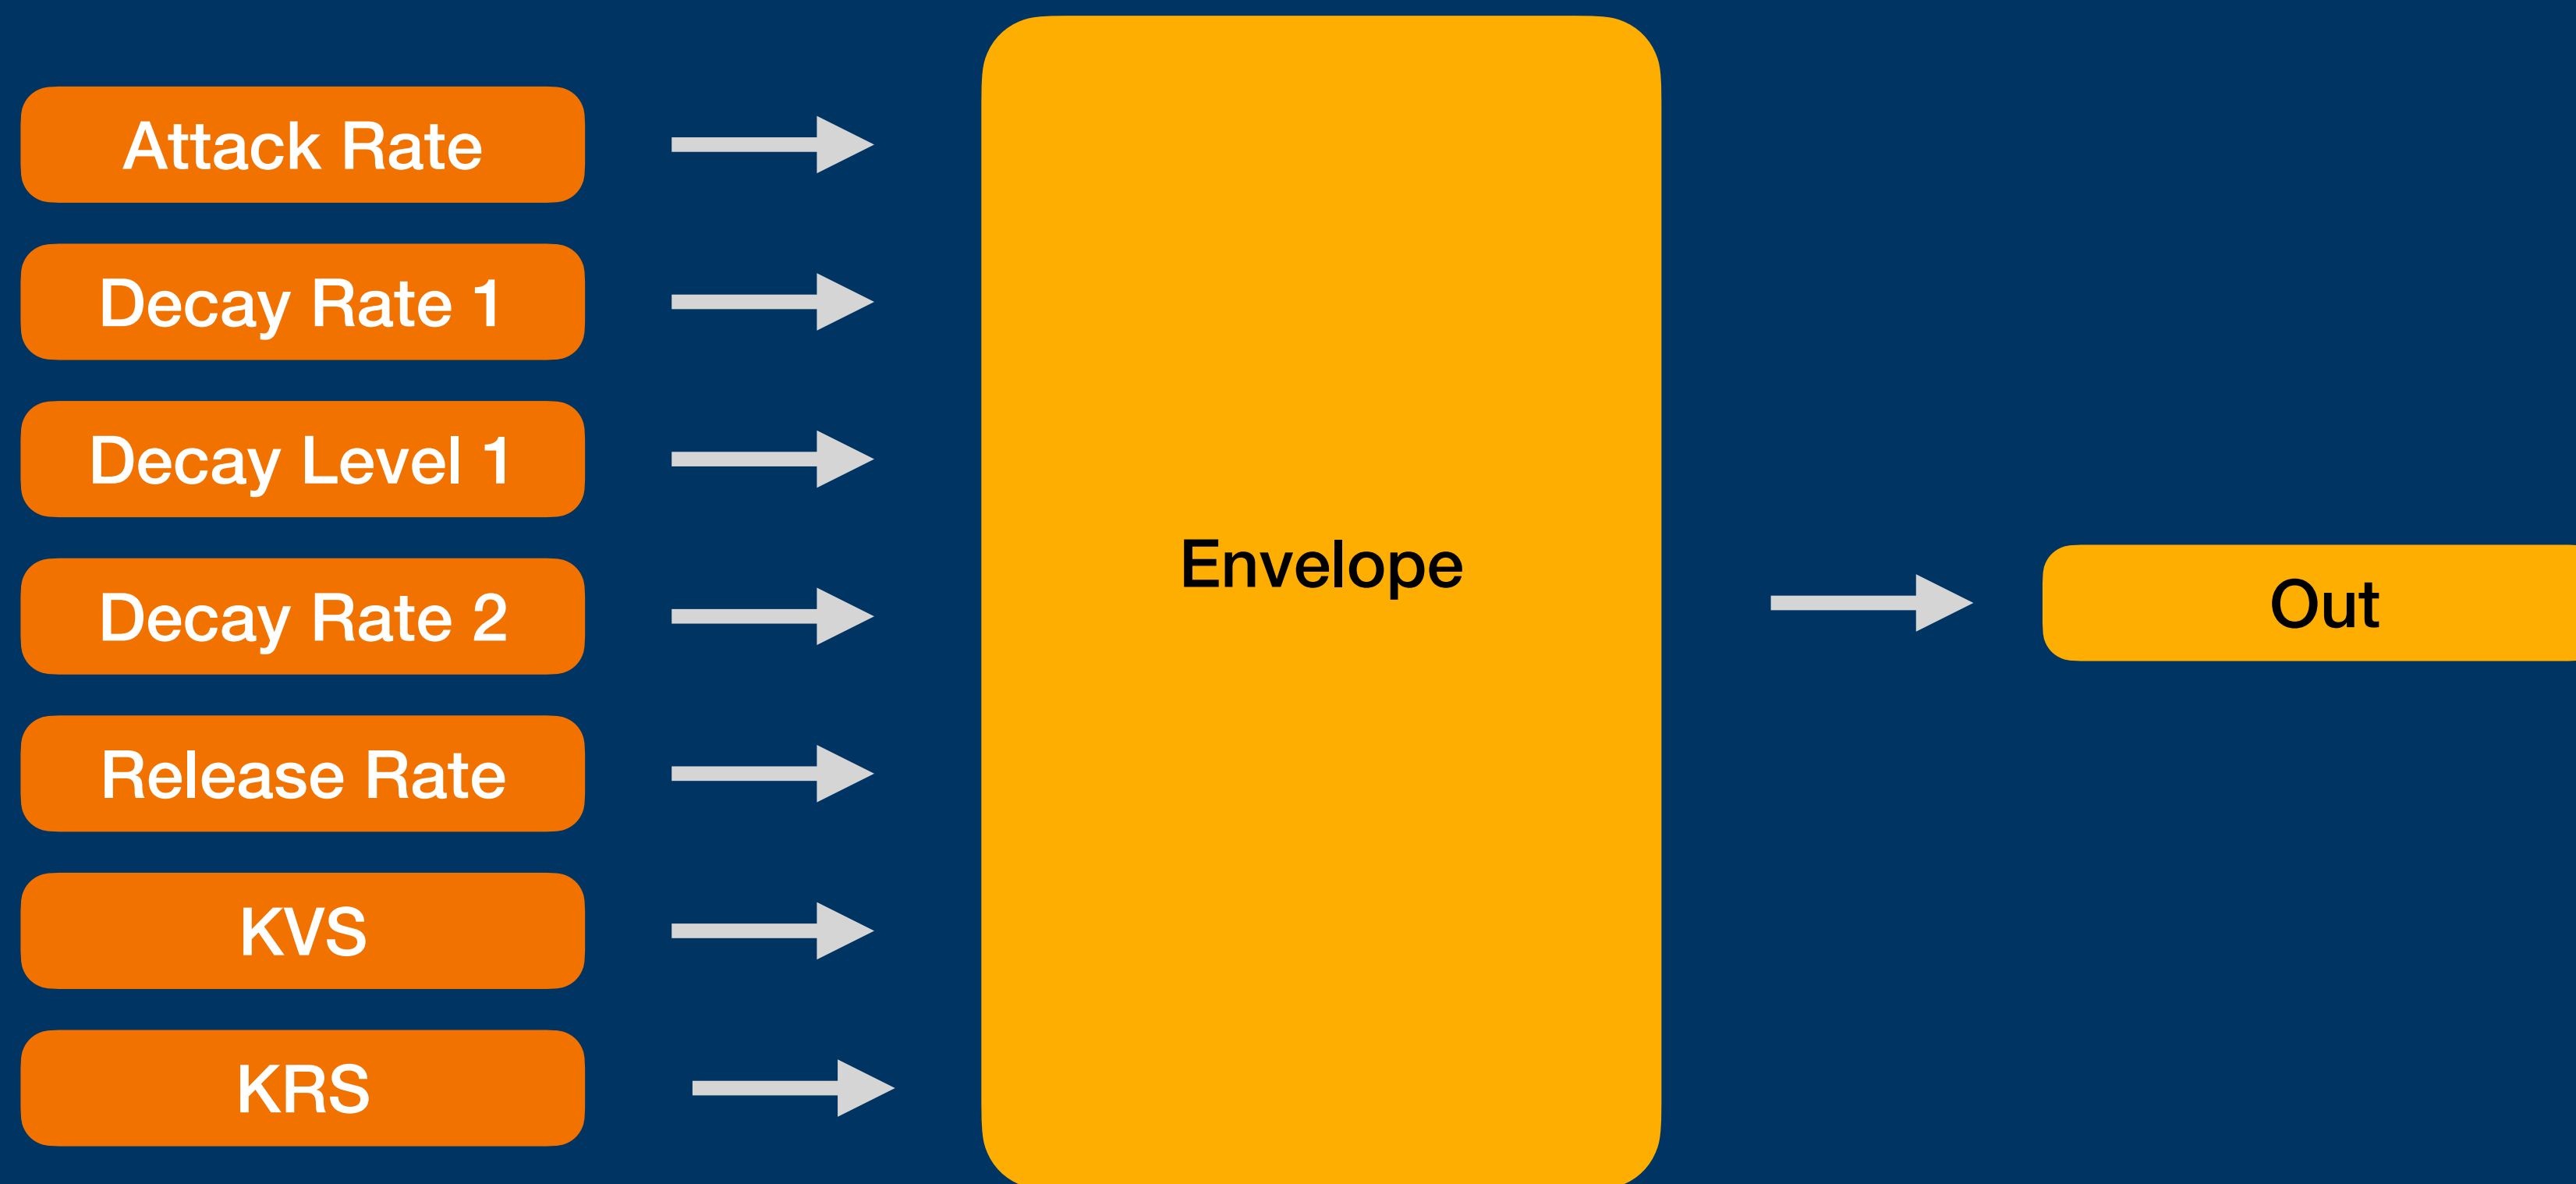 Attack Rate
Decay Rate 1
Decay Level 1
Decay Rate 2
Release Rate
KVS
KRS
Envelope
Out